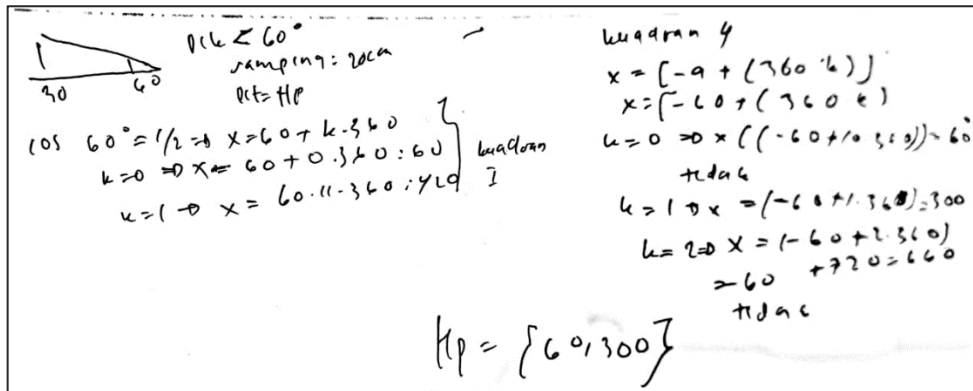 30 60
Dik < 60°
samping: 20cm
Dit = Hp
cos 60° = 1/2 => x = 60 + k.360
k=0 => x = 60 + 0.360 : 60
k=1 → x = 60.11-360 : 420
kuadran
I
kuadran 4
x = [-a + (360 k)]
x = [-60 + (360 k)
k=0 => x ((-60 + 10 360)) - 60°
tidak
k=1 => x = (-60 + 1.360) = 300
k=2 => x = (-60 + 2.360)
= 60 + 720 = 660
tidak
Hp = {60,300}